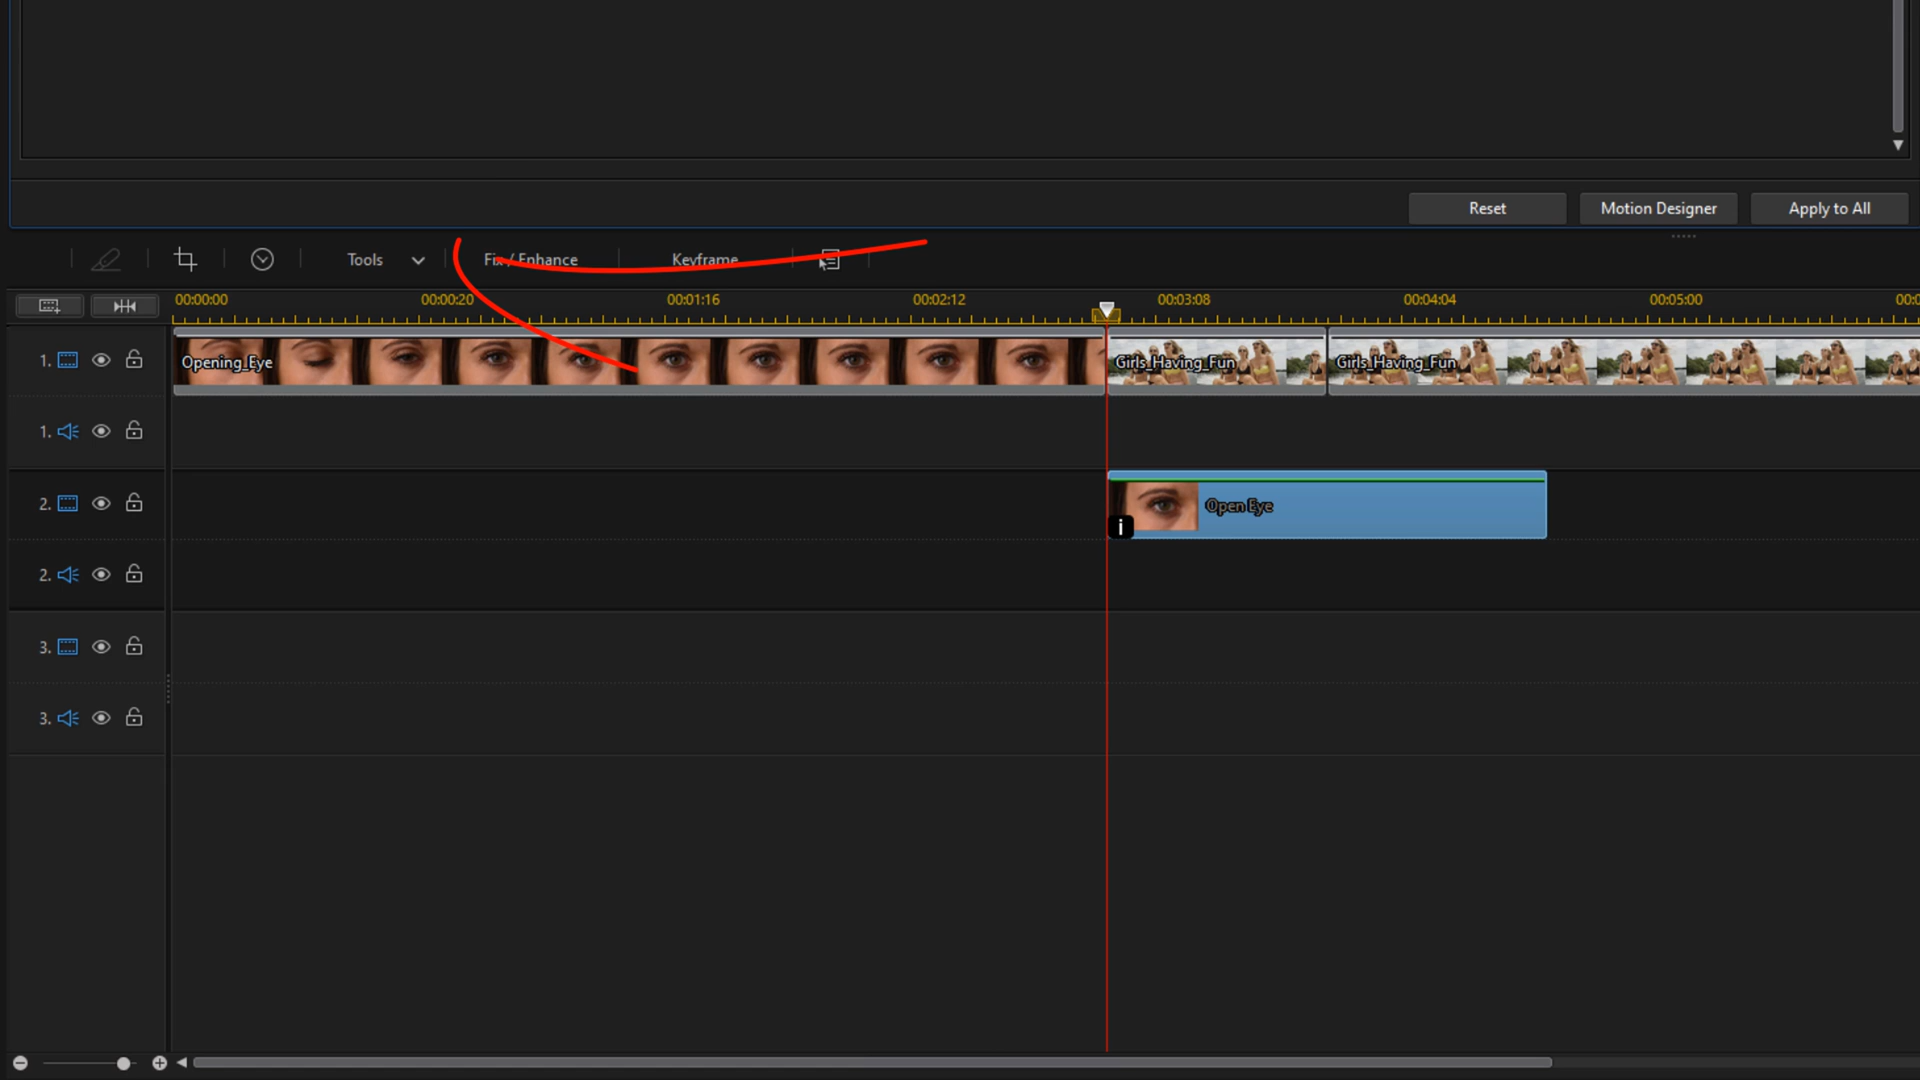 Reset Motion Designer Apply to All
Tools Fix / Enhance Keyframe
00:00:00 00:00:20 00:01:16 00:02:12 00:03:08 00:04:04 00:05:00
1. Opening_Eye Girls_Having_Fun Girls_Having_Fun
1.
2. i Open Eye
2.
3.
3.